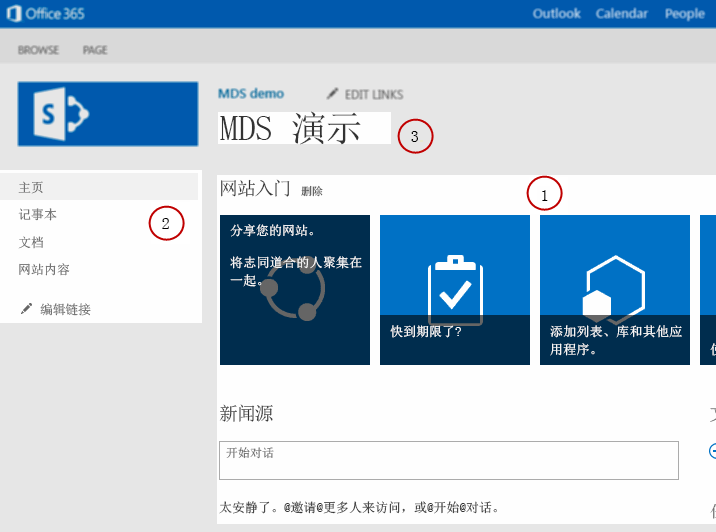 Office 365
Outlook Calendar People
BROWSE PAGE
S
MDS demo EDIT LINKS
MDS 演示
3
主页
记事本
文档
网站内容
编辑链接
2
网站入门 删除
1
分享您的网站。
将志同道合的人聚集在
一起。
快到期限了?
添加列表、库和其他应
用程序。
新闻源
开始对话
太安静了。@邀请@更多人来访问，或@开始@对话。